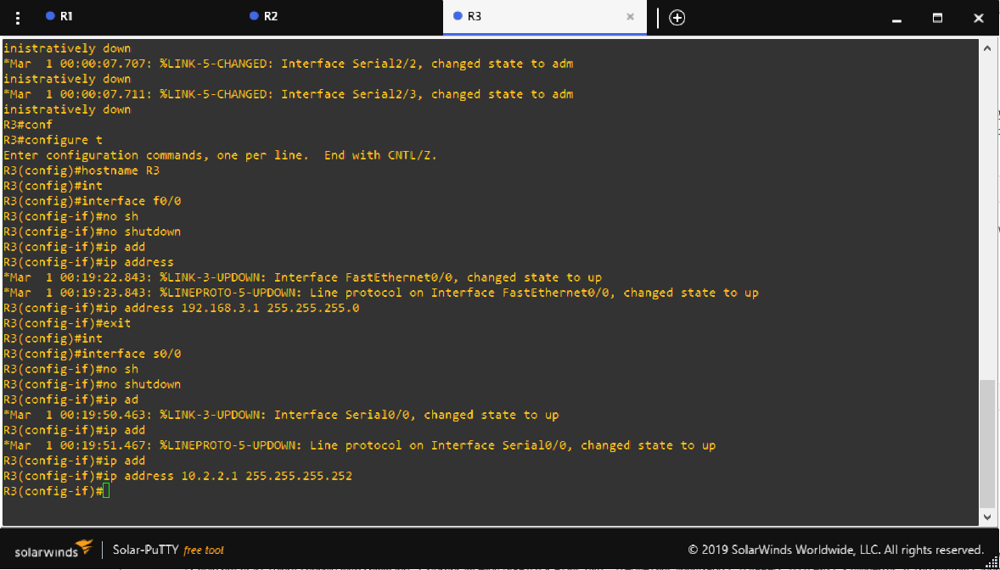 R1
R2
R3
inistratively down
*Mar  1 00:00:07.707: %LINK-5-CHANGED: Interface Serial2/2, changed state to adm
inistratively down
*Mar  1 00:00:07.711: %LINK-5-CHANGED: Interface Serial2/3, changed state to adm
inistratively down
R3#conf
R3#configure t
Enter configuration commands, one per line.  End with CNTL/Z.
R3(config)#hostname R3
R3(config)#int
R3(config)#interface f0/0
R3(config-if)#no sh
R3(config-if)#no shutdown
R3(config-if)#ip add
R3(config-if)#ip address
*Mar  1 00:19:22.843: %LINK-3-UPDOWN: Interface FastEthernet0/0, changed state to up
*Mar  1 00:19:23.843: %LINEPROTO-5-UPDOWN: Line protocol on Interface FastEthernet0/0, changed state to up
R3(config-if)#ip address 192.168.3.1 255.255.255.0
R3(config-if)#exit
R3(config)#int
R3(config)#interface s0/0
R3(config-if)#no sh
R3(config-if)#no shutdown
R3(config-if)#ip ad
*Mar  1 00:19:50.463: %LINK-3-UPDOWN: Interface Serial0/0, changed state to up
R3(config-if)#ip add
*Mar  1 00:19:51.467: %LINEPROTO-5-UPDOWN: Line protocol on Interface Serial0/0, changed state to up
R3(config-if)#ip add
R3(config-if)#ip address 10.2.2.1 255.255.255.252
R3(config-if)#
solarwinds
Solar-PuTTY free tool
© 2019 SolarWinds Worldwide, LLC. All rights reserved.